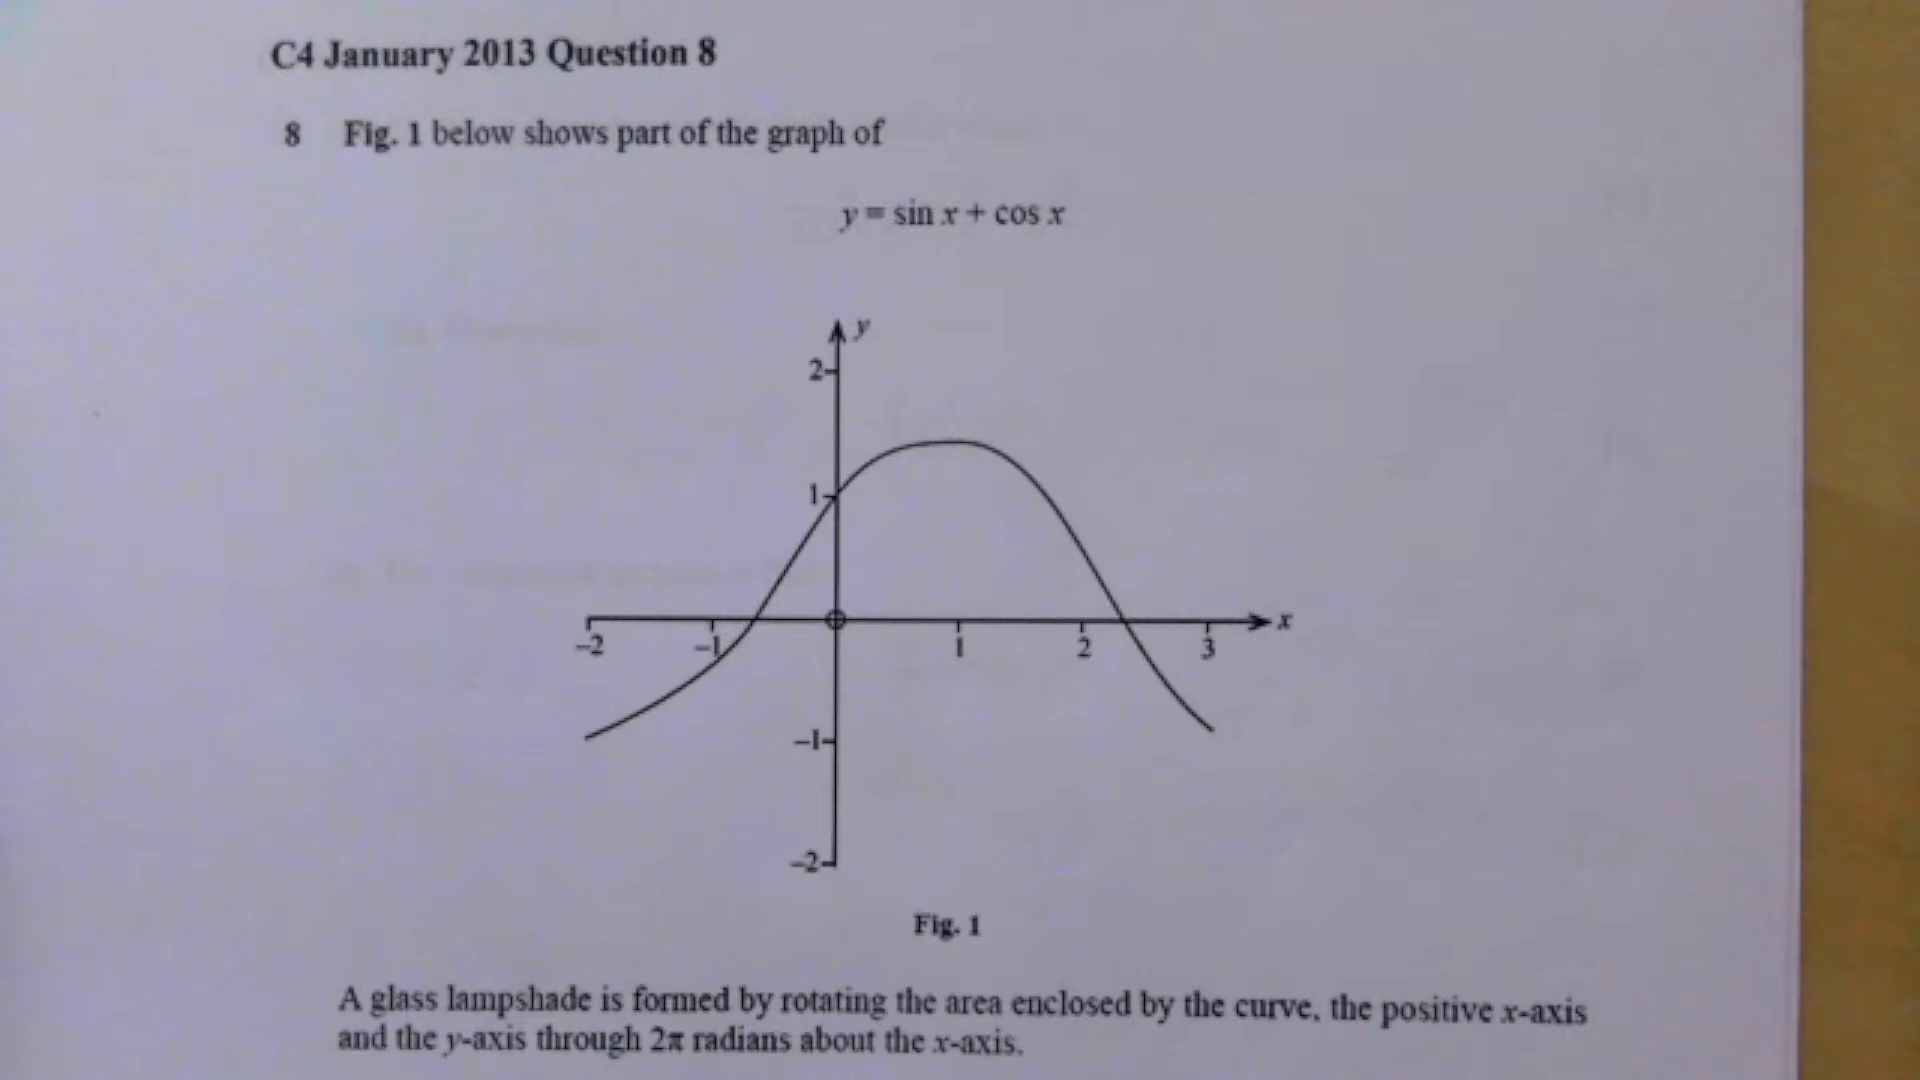 C4 January 2013 Question 8
8 Fig. 1 below shows part of the graph of
y = sin x + cos x
y
2
1
-2 -1 1 2 3 x
-1
-2
Fig. 1
A glass lampshade is formed by rotating the area enclosed by the curve, the positive x-axis
and the y-axis through 2π radians about the x-axis.